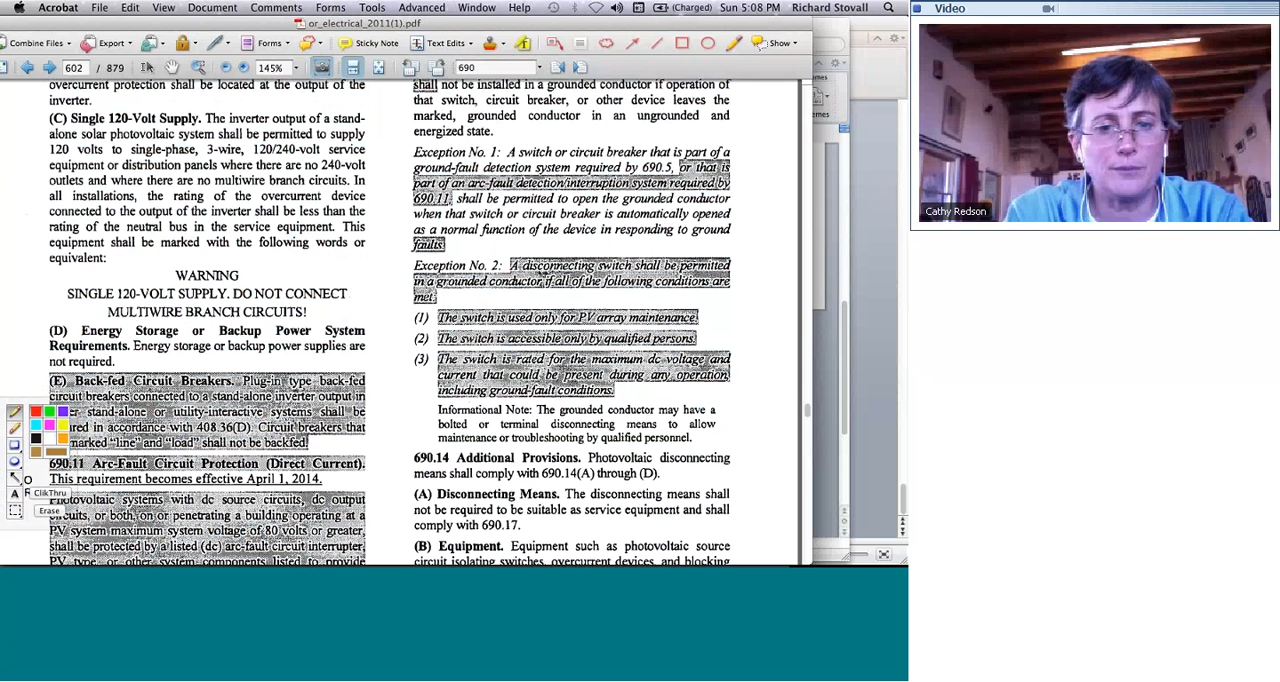 Acrobat File Edit View Document Comments Forms Tools Advanced Window Help (Charged) Sun 5:08 PM Richard Stovall
or_electrical_2011(1).pdf
Combine Files Export Forms Sticky Note Text Edits Show
602 / 879 145% 690
overcurrent protection shall be located at the output of the
inverter.
(C) Single 120-Volt Supply. The inverter output of a stand-
alone solar photovoltaic system shall be permitted to supply
120 volts to single-phase, 3-wire, 120/240-volt service
equipment or distribution panels where there are no 240-volt
outlets and where there are no multiwire branch circuits. In
all installations, the rating of the overcurrent device
connected to the output of the inverter shall be less than the
rating of the neutral bus in the service equipment. This
equipment shall be marked with the following words or
equivalent:
WARNING
SINGLE 120-VOLT SUPPLY. DO NOT CONNECT
MULTIWIRE BRANCH CIRCUITS!
(D) Energy Storage or Backup Power System
Requirements. Energy storage or backup power supplies are
not required.
(E) Back-fed Circuit Breakers. Plug-in type back-fed
circuit breakers connected to a stand-alone inverter output in
stand-alone or utility-interactive systems shall be
in accordance with 408.36(D). Circuit breakers that
marked "line" and "load" shall not be backfed.
690.11 Arc-Fault Circuit Protection (Direct Current).
This requirement becomes effective April 1, 2014.
Photovoltaic systems with dc source circuits, dc output
circuits, or both, on or penetrating a building operating at a
PV system maximum system voltage of 80 volts or greater,
shall be protected by a listed (dc) arc-fault circuit interrupter,
PV type, or other system components listed to provide
ClikThru
Erase
shall not be installed in a grounded conductor if operation of
that switch, circuit breaker, or other device leaves the
marked, grounded conductor in an ungrounded and
energized state.
Exception No. 1: A switch or circuit breaker that is part of a
ground-fault detection system required by 690.5, or that is
part of an arc-fault detection/interruption system required by
690.11, shall be permitted to open the grounded conductor
when that switch or circuit breaker is automatically opened
as a normal function of the device in responding to ground
faults.
Exception No. 2: A disconnecting switch shall be permitted
in a grounded conductor if all of the following conditions are
met:
(1) The switch is used only for PV array maintenance.
(2) The switch is accessible only by qualified persons.
(3) The switch is rated for the maximum dc voltage and
current that could be present during any operation,
including ground-fault conditions.
Informational Note: The grounded conductor may have a
bolted or terminal disconnecting means to allow
maintenance or troubleshooting by qualified personnel.
690.14 Additional Provisions. Photovoltaic disconnecting
means shall comply with 690.14(A) through (D).
(A) Disconnecting Means. The disconnecting means shall
not be required to be suitable as service equipment and shall
comply with 690.17.
(B) Equipment. Equipment such as photovoltaic source
circuit isolating switches, overcurrent devices, and blocking
Video
Cathy Redson